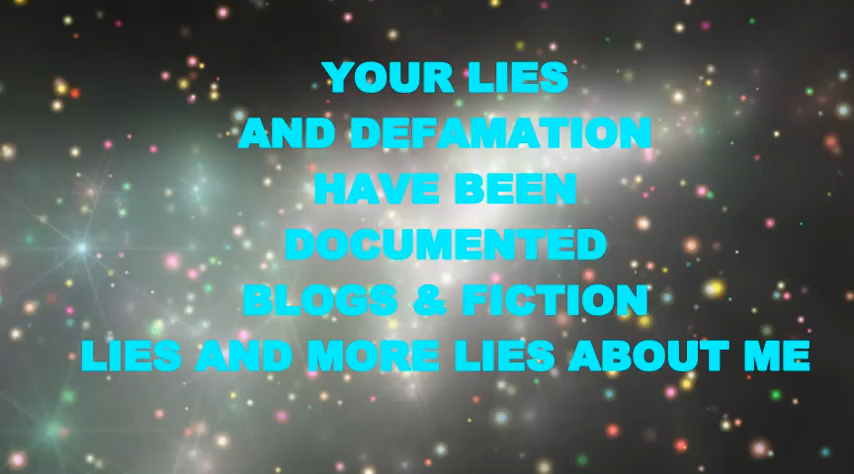 YOUR LIES
AND DEFAMATION
HAVE BEEN
DOCUMENTED
BLOGS & FICTION
LIES AND MORE LIES ABOUT ME